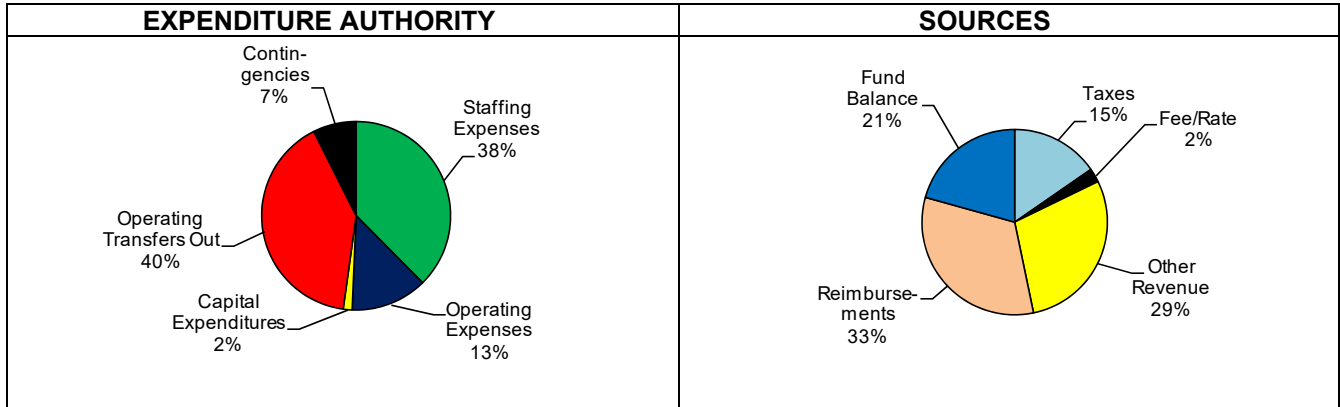 EXPENDITURE AUTHORITY
Contin-
gencies
7%
Staffing
Expenses
38%
Operating
Transfers Out
40%
Capital
Expenditures
2%
Operating
Expenses
13%
SOURCES
Fund
Balance
21%
Taxes
15%
Fee/Rate
2%
Reimburse-
ments
33%
Other
Revenue
29%